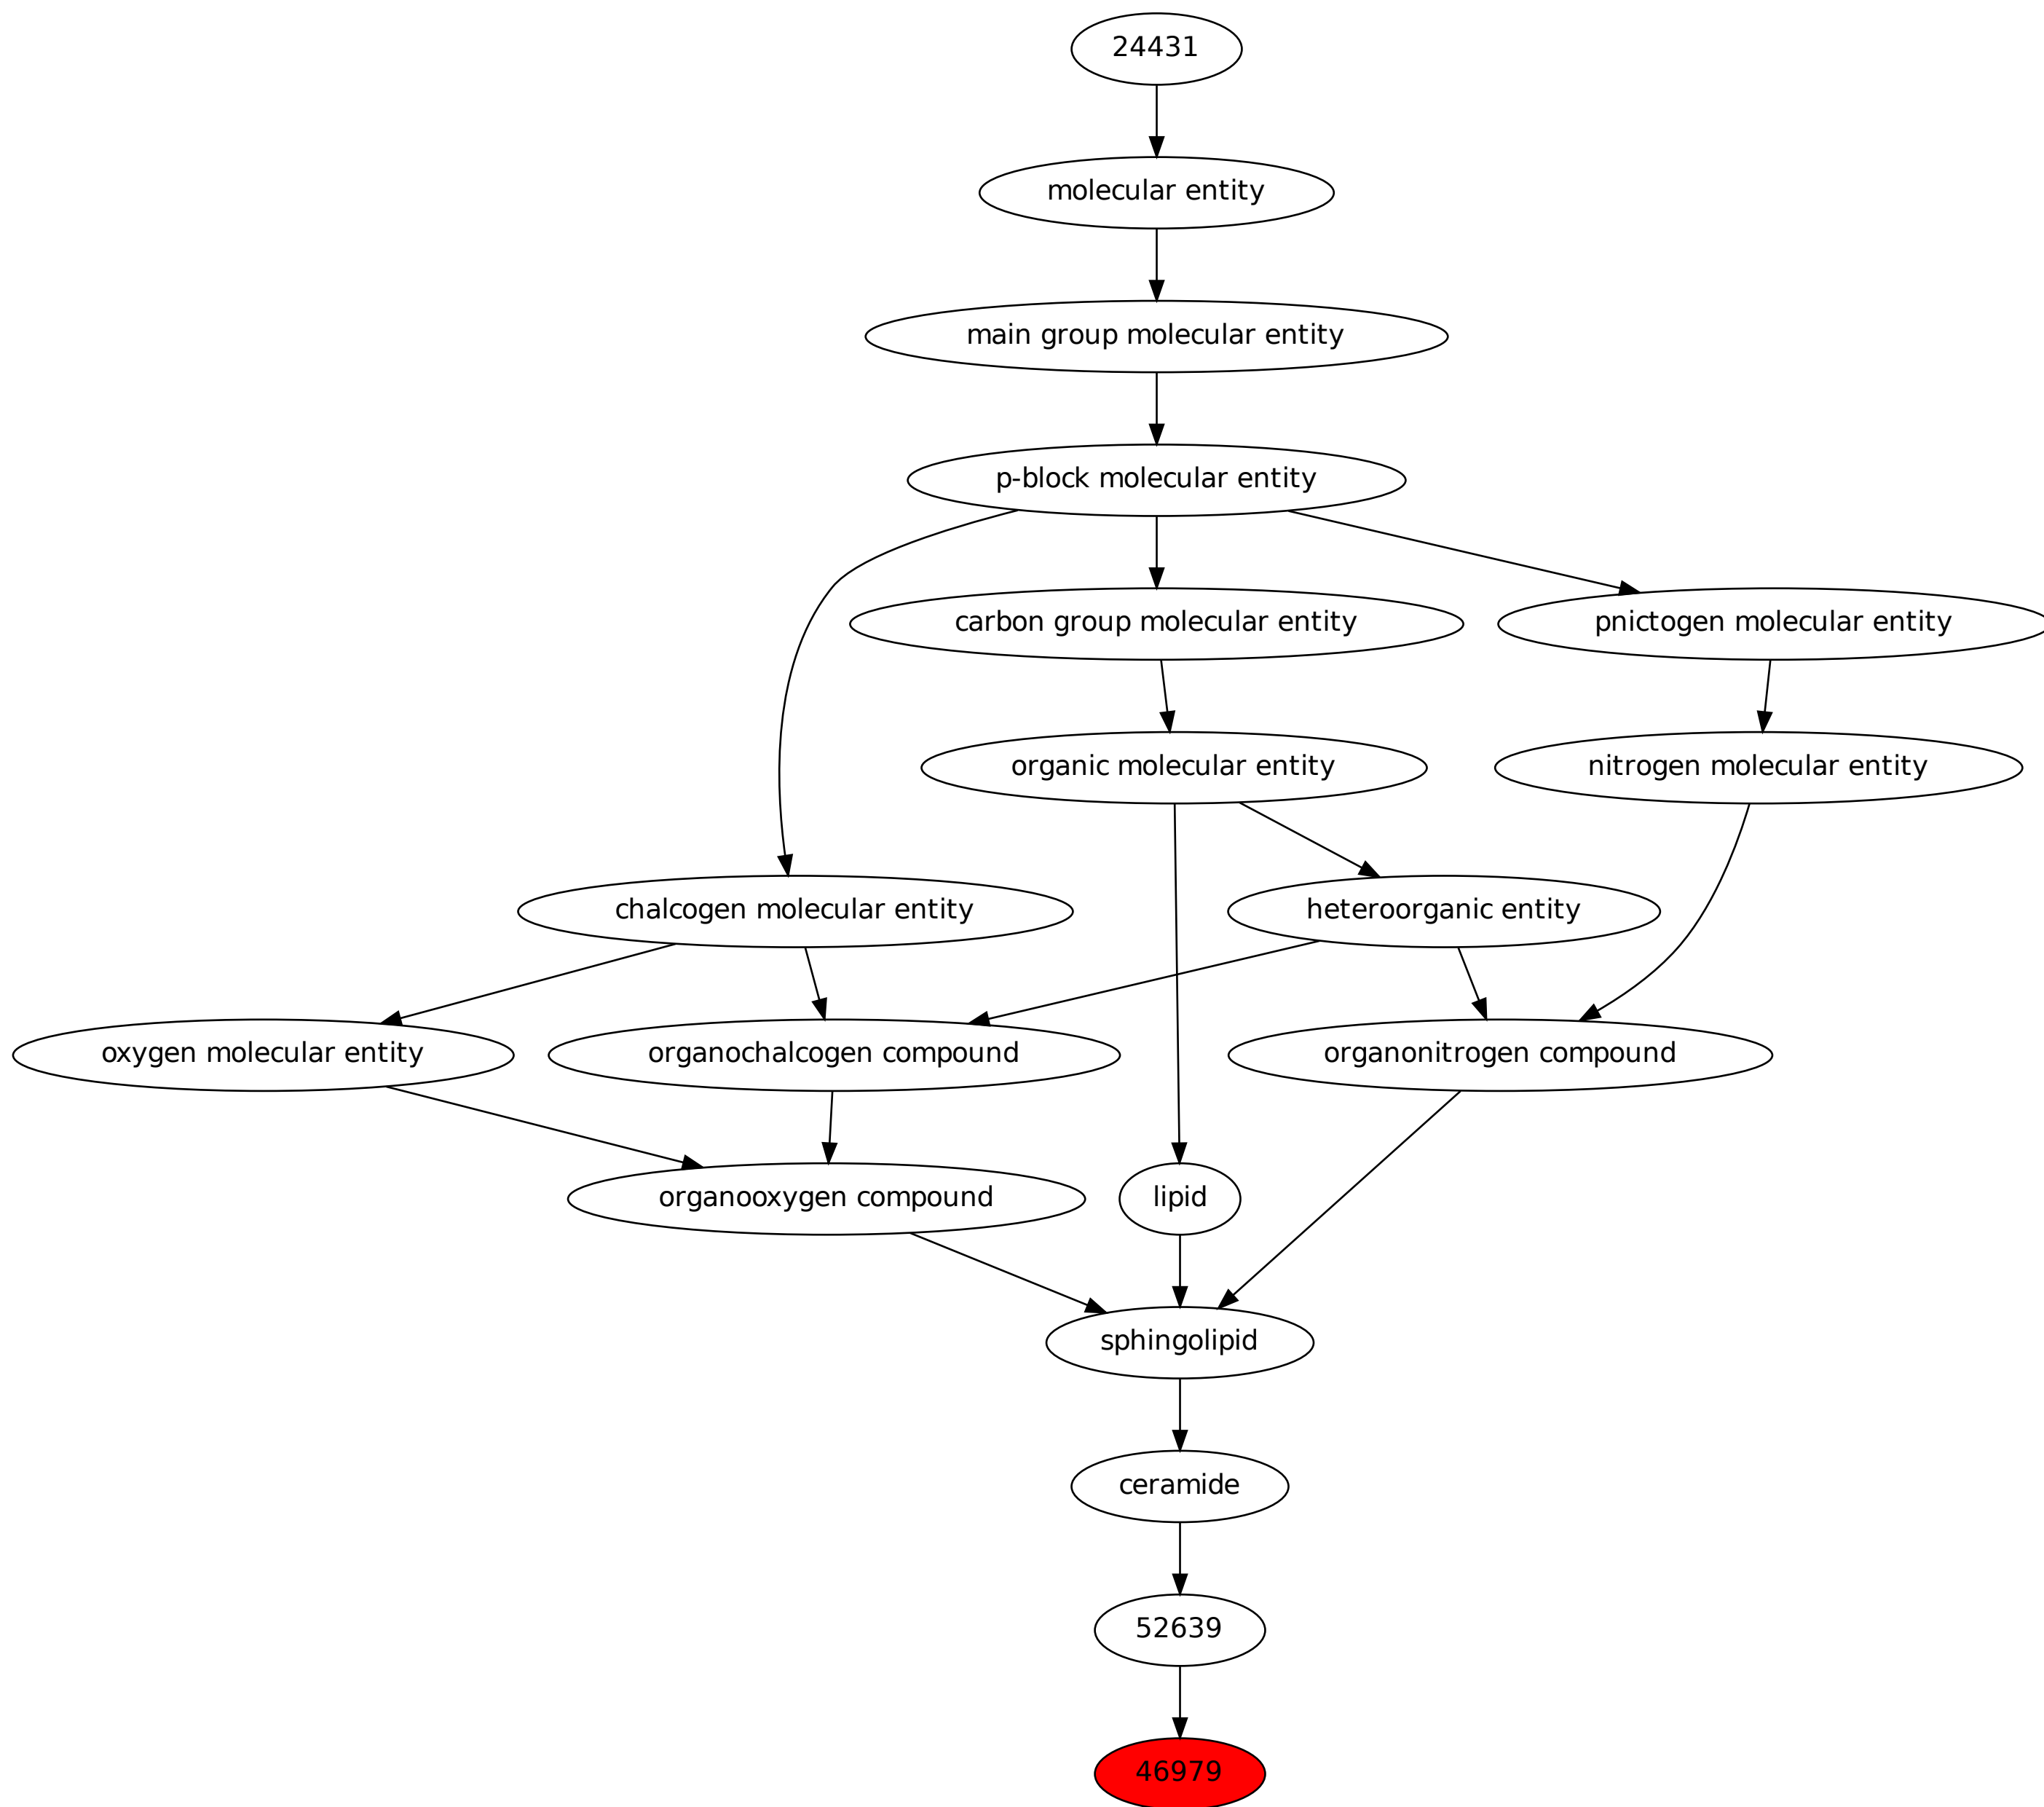 24431
molecular entity
main group molecular entity
p-block molecular entity
carbon group molecular entity
pnictogen molecular entity
organic molecular entity
nitrogen molecular entity
chalcogen molecular entity
heteroorganic entity
oxygen molecular entity
organochalcogen compound
organonitrogen compound
organooxygen compound
lipid
sphingolipid
ceramide
52639
46979